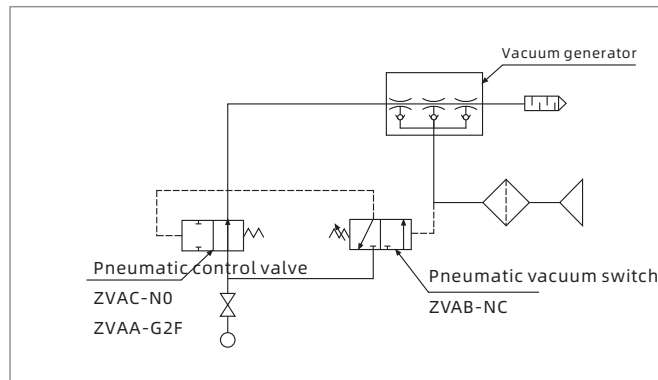 Vacuum generator
Pneumatic control valve
ZVAC-N0
ZVAA-G2F
Pneumatic vacuum switch
ZVAB-NC